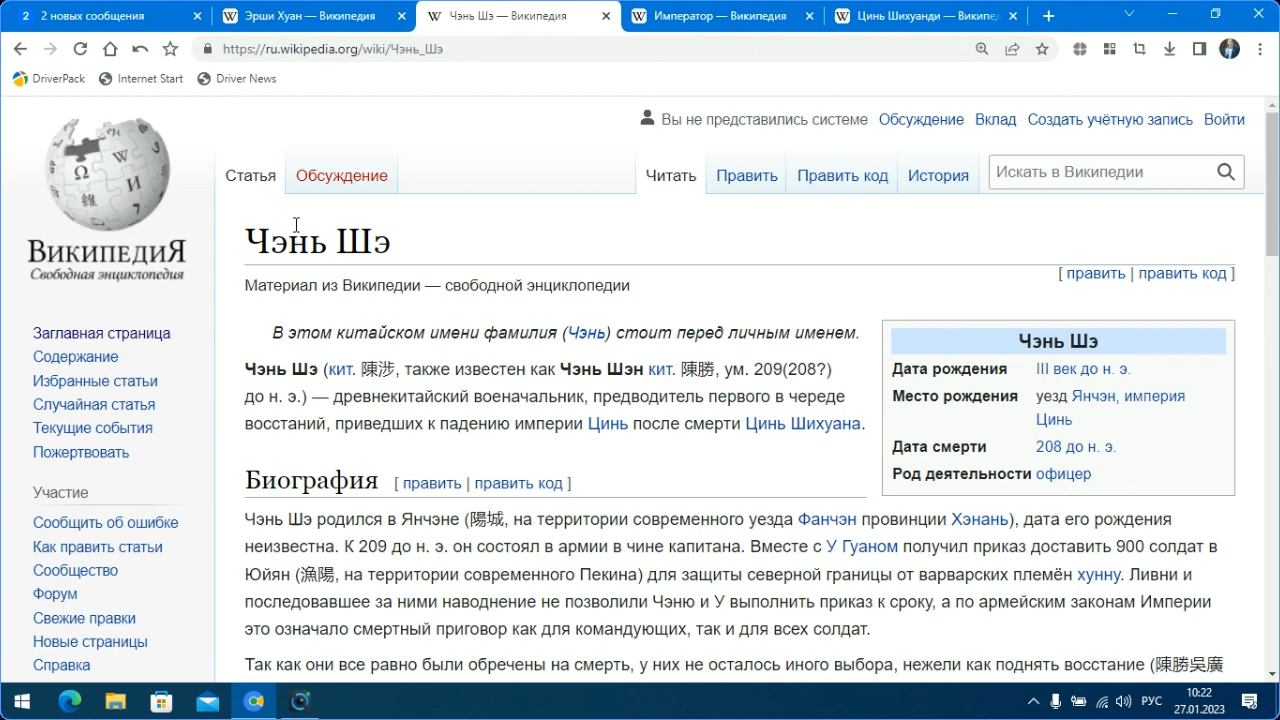 2 2 новых сообщения
Эрши Хуан — Википедия
Чэнь Шэ — Википедия
Император — Википедия
Цинь Шихуанди — Википед
https://ru.wikipedia.org/wiki/Чэнь_Шэ
DriverPack Internet Start Driver News
Вы не представились системе Обсуждение Вклад Создать учётную запись Войти
Статья Обсуждение Читать Править Править код История Искать в Википедии
ВикипедиЯ
Свободная энциклопедия
Заглавная страница
Содержание
Избранные статьи
Случайная статья
Текущие события
Пожертвовать
Участие
Сообщить об ошибке
Как править статьи
Сообщество
Форум
Свежие правки
Новые страницы
Справка
Чэнь Шэ
[ править | править код ]
Материал из Википедии — свободной энциклопедии
В этом китайском имени фамилия (Чэнь) стоит перед личным именем.
Чэнь Шэ (кит. 陳涉, также известен как Чэнь Шэн кит. 陳勝, ум. 209(208?)
до н. э.) — древнекитайский военачальник, предводитель первого в череде
восстаний, приведших к падению империи Цинь после смерти Цинь Шихуана.
Чэнь Шэ
Дата рождения III век до н. э.
Место рождения уезд Янчэн, империя
Цинь
Дата смерти 208 до н. э.
Род деятельности офицер
Биография [ править | править код ]
Чэнь Шэ родился в Янчэне (陽城, на территории современного уезда Фанчэн провинции Хэнань), дата его рождения
неизвестна. К 209 до н. э. он состоял в армии в чине капитана. Вместе с У Гуаном получил приказ доставить 900 солдат в
Юйян (漁陽, на территории современного Пекина) для защиты северной границы от варварских племён хунну. Ливни и
последовавшее за ними наводнение не позволили Чэню и У выполнить приказ к сроку, а по армейским законам Империи
это означало смертный приговор как для командующих, так и для всех солдат.
Так как они все равно были обречены на смерть, у них не осталось иного выбора, нежели как поднять восстание (陳勝吳廣
РУС
10:22
27.01.2023